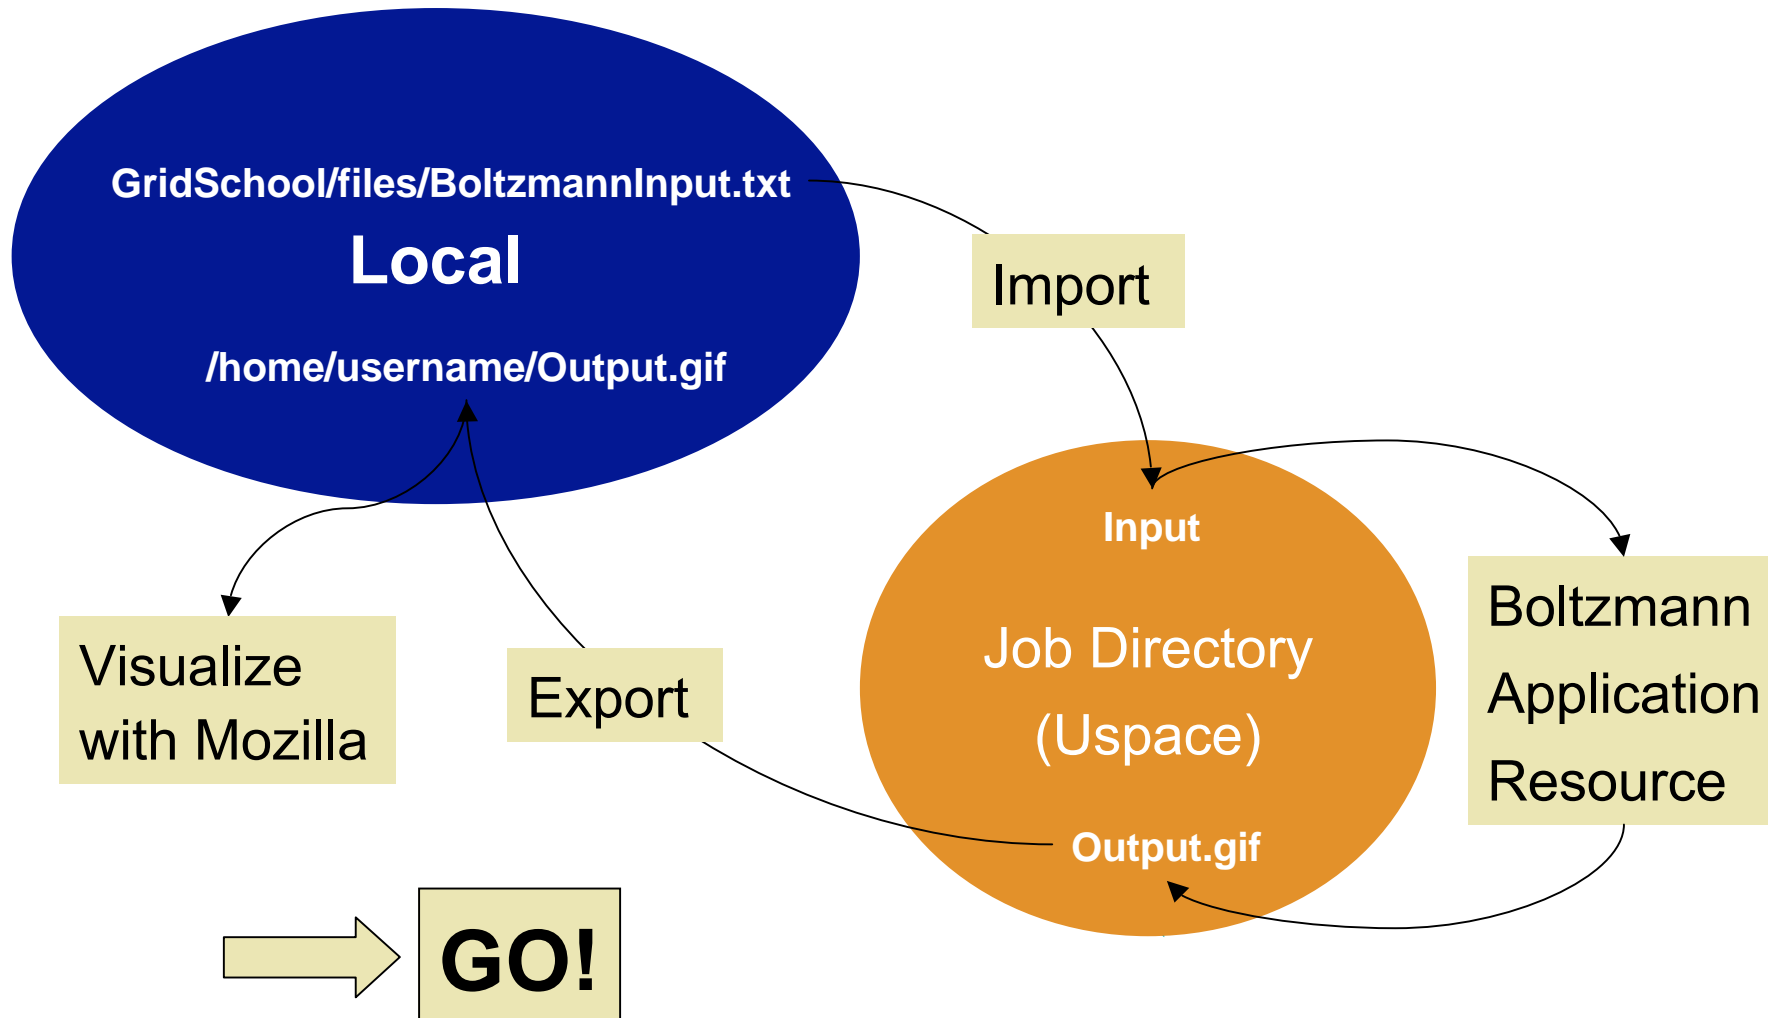 GridSchool/files/BoltzmannInput.txt
Local
/home/username/Output.gif
Import
Input
Job Directory
(Uspace)
Output.gif
Boltzmann
Application
Resource
Export
Visualize
with Mozilla
GO!